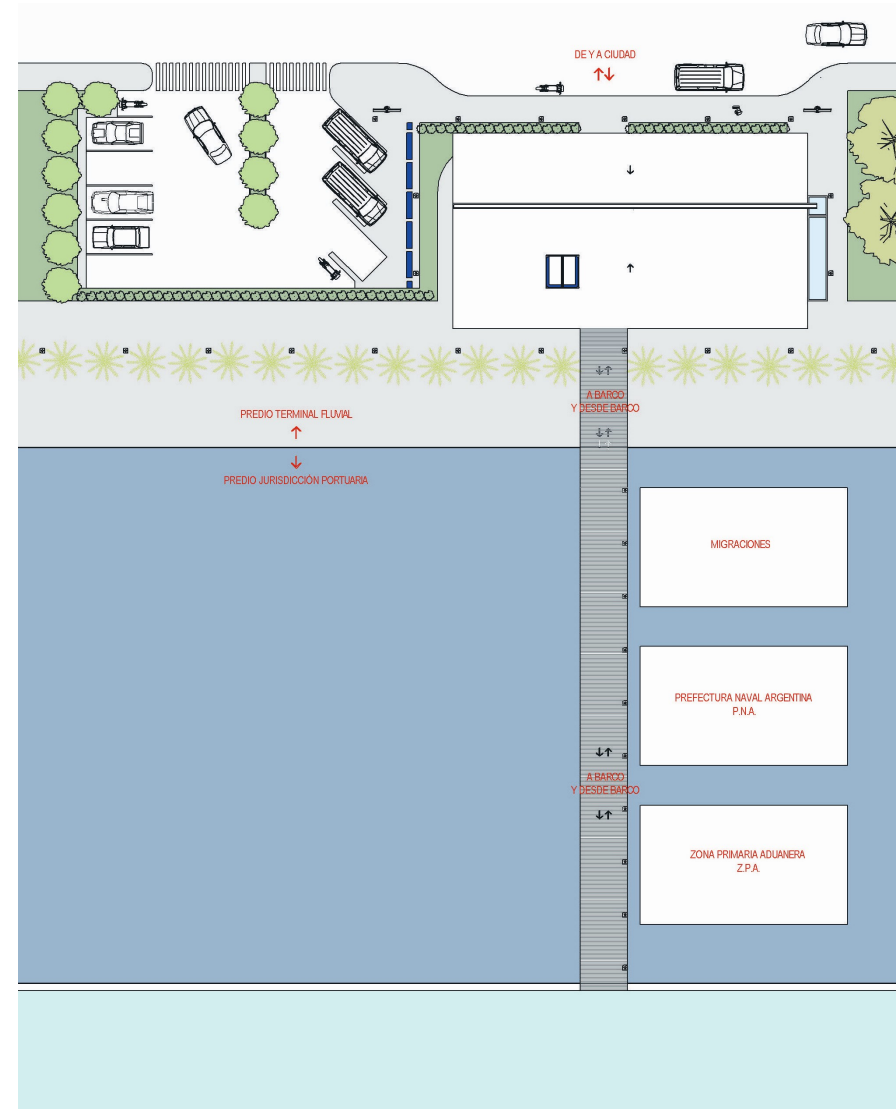 DE Y A CIUDAD
A BARCO
Y DESDE BARCO
PREDIO TERMINAL FLUVIAL
PREDIO JURISDICCIÓN PORTUARIA
MIGRACIONES
PREFECTURA NAVAL ARGENTINA
P.N.A.
A BARCO
Y DESDE BARCO
ZONA PRIMARIA ADUANERA
Z.P.A.